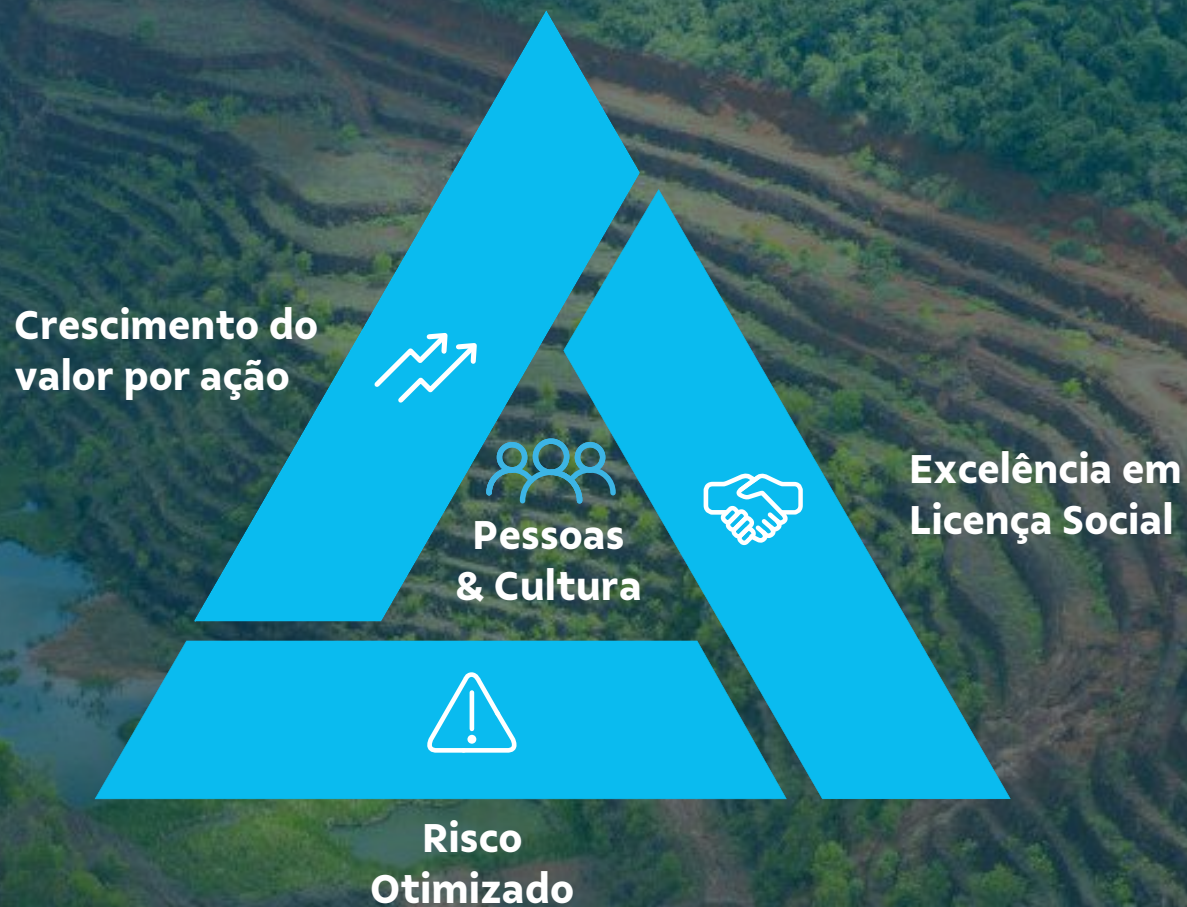 Crescimento do
valor por ação
Excelência em
Licença Social
Pessoas
& Cultura
Risco
Otimizado